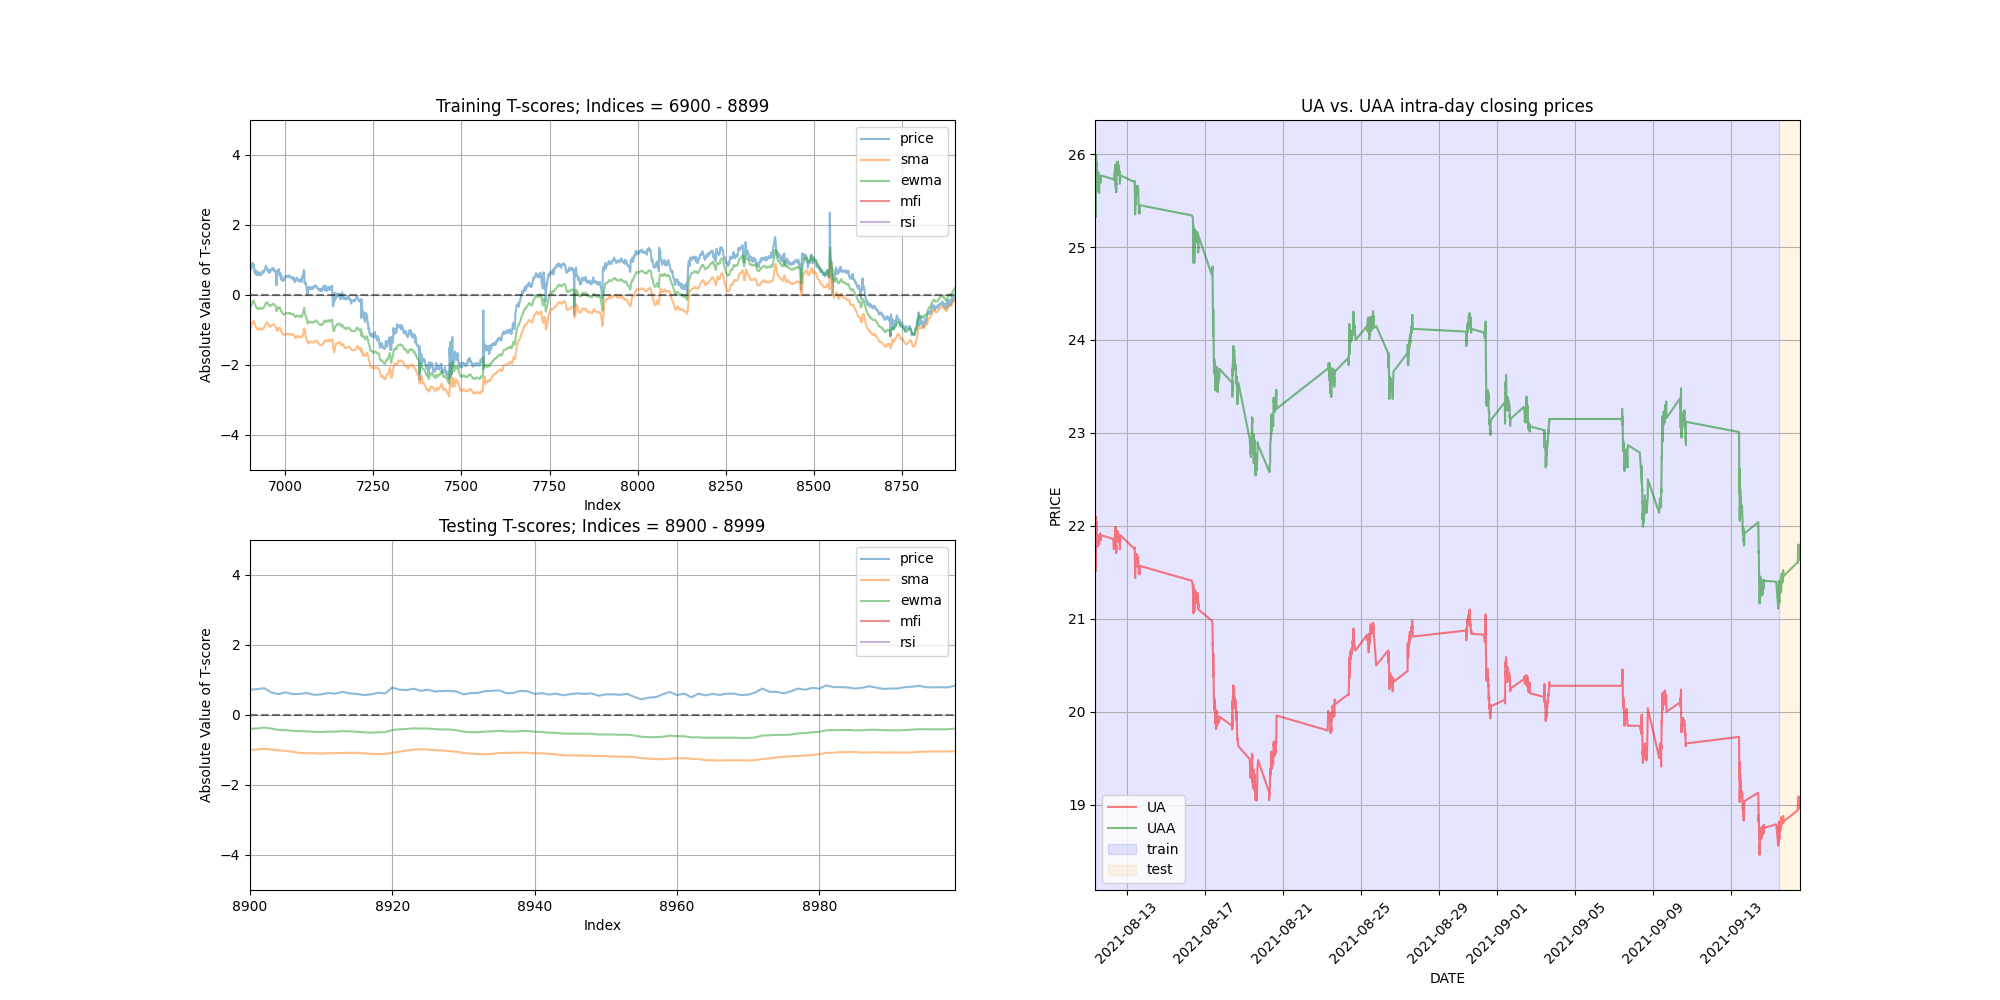 Training T-scores; Indices = 6900 - 8899
Absolute Value of T-score
4
2
0
−2
−4
price
sma
ewma
mfi
rsi
7000 7250 7500 7750 8000 8250 8500 8750
Index
Testing T-scores; Indices = 8900 - 8999
Absolute Value of T-score
4
2
0
−2
−4
price
sma
ewma
mfi
rsi
8900 8920 8940 8960 8980
Index
UA vs. UAA intra-day closing prices
PRICE
26
25
24
23
22
21
20
19
UA
UAA
train
test
2021-08-13 2021-08-17 2021-08-21 2021-08-25 2021-08-29 2021-09-01 2021-09-05 2021-09-09 2021-09-13
DATE